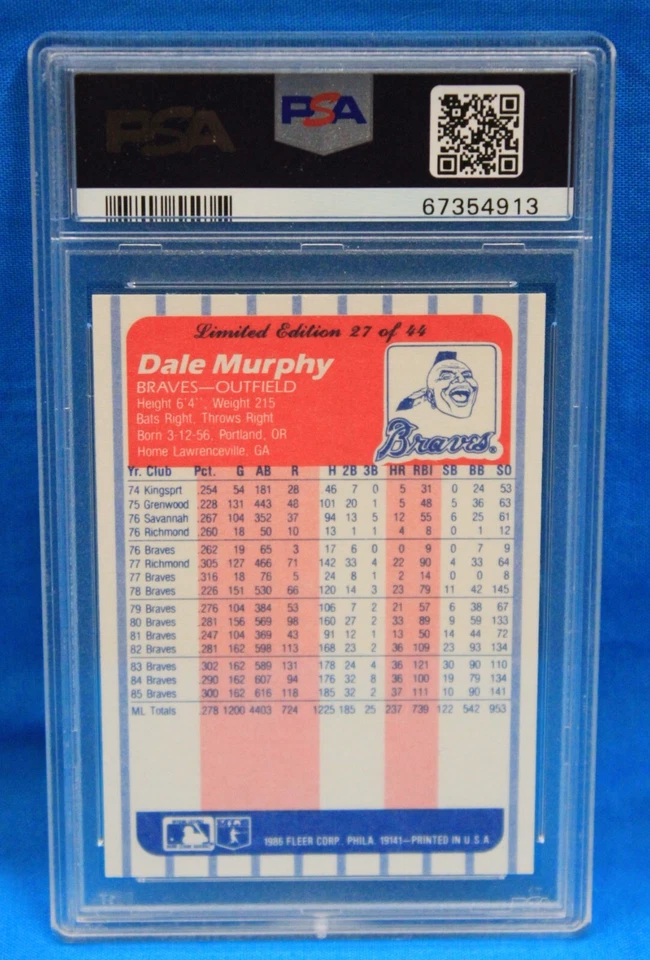 PSA PSA
67354913
Limited Edition 27 of 44
Dale Murphy
BRAVES—OUTFIELD
Height 6'4'', Weight 215
Bats Right, Throws Right
Born 3-12-56, Portland, OR
Home Lawrenceville, GA
Braves®
Yr. Club Pct. G AB R H 2B 3B HR RBI SB BB SO
74 Kingsprt .254 54 181 28 46 7 0 5 31 0 24 53
75 Grenwood .228 131 443 48 101 20 1 5 48 5 36 63
76 Savannah .267 104 352 37 94 13 5 12 55 6 25 61
76 Richmond .260 18 50 10 13 1 1 4 8 0 1 12
76 Braves .262 19 65 3 17 6 0 0 9 0 7 9
77 Richmond .305 127 466 71 142 33 4 22 90 4 33 64
77 Braves .316 18 76 5 24 8 1 2 14 0 0 8
78 Braves .226 151 530 66 120 14 3 23 79 11 42 145
79 Braves .276 104 384 53 106 7 2 21 57 6 38 67
80 Braves .281 156 569 98 160 27 2 33 89 9 59 133
81 Braves .247 104 369 43 91 12 1 13 50 14 44 72
82 Braves .281 162 598 113 168 23 2 36 109 23 93 134
83 Braves .302 162 589 131 178 24 4 36 121 30 90 110
84 Braves .290 162 607 94 176 32 8 36 100 19 79 134
85 Braves .300 162 616 118 185 32 2 37 111 10 90 141
ML Totals .278 1200 4403 724 1225 185 25 237 739 122 542 953
1986 FLEER CORP. PHILA. 19141—PRINTED IN U.S.A